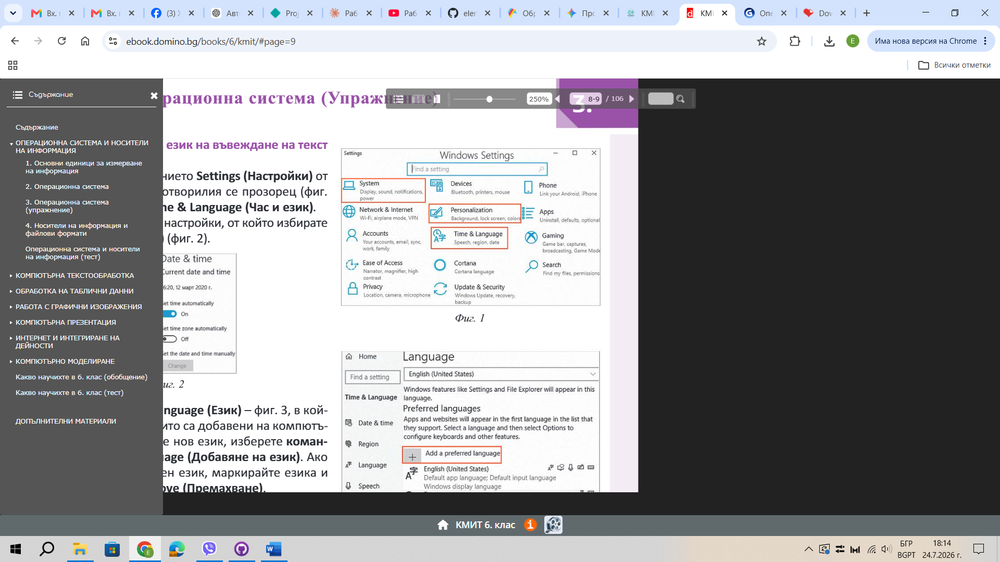 Вх. г
Вх. г
(3) Х
Авт
Proj
Раб
Раб
eler
Обр
Прс
КМІ
КМІ
Опе
Dov
ebook.domino.bg/books/6/kmit/#page=9
E
Има нова версия на Chrome
Всички отметки
Съдържание
Съдържание
ОПЕРАЦИОННА СИСТЕМА И НОСИТЕЛИ
НА ИНФОРМАЦИЯ
1. Основни единици за измерване
на информация
2. Операционна система
3. Операционна система
(упражнение)
4. Носители на информация и
файлови формати
Операционна система и носители
на информация (тест)
КОМПЮТЪРНА ТЕКСТООБРАБОТКА
ОБРАБОТКА НА ТАБЛИЧНИ ДАННИ
РАБОТА С ГРАФИЧНИ ИЗОБРАЖЕНИЯ
КОМПЮТЪРНА ПРЕЗЕНТАЦИЯ
ИНТЕРНЕТ И ИНТЕГРИРАНЕ НА
ДЕЙНОСТИ
КОМПЮТЪРНО МОДЕЛИРАНЕ
Какво научихте в 6. клас (обобщение)
Какво научихте в 6. клас (тест)
ДОПЪЛНИТЕЛНИ МАТЕРИАЛИ
рационна система (Упражнение)
250%
8-9 / 106
3.
език на въвеждане на текст
нието Settings (Настройки) от
отворилия се прозорец (фиг.
ne & Language (Час и език).
настройки, от който избирате
) (фиг. 2).
Date & time
Current date and time
6:20, 12 март 2020 г.
Set time automatically
On
Set time zone automatically
Off
Set the date and time manually
Change
иг. 2
nguage (Език) – фиг. 3, в кой-
ито са добавени на компютъ-
е нов език, изберете коман-
age (Добавяне на език). Ако
ен език, маркирайте езика и
ove (Премахване).
Settings
Windows Settings
Find a setting
System
Display, sound, notifications,
power
Devices
Bluetooth, printers, mouse
Phone
Link your Android, iPhone
Network & Internet
Wi-Fi, airplane mode, VPN
Personalization
Background, lock screen, colors
Apps
Uninstall, defaults, optional
Accounts
Your accounts, email, sync,
work, family
Time & Language
Speech, region, date
Gaming
Game bar, captures,
broadcasting, Game Mode
Ease of Access
Narrator, magnifier, high
contrast
Cortana
Cortana language
Search
Find my files, permissions
Privacy
Location, camera, microphone
Update & Security
Windows Update, recovery,
backup
Фиг. 1
Home
Find a setting
Time & Language
Date & time
Region
Language
Speech
Language
English (United States)
Windows features like Settings and File Explorer will appear in this
language.
Preferred languages
Apps and websites will appear in the first language in the list that
they support. Select a language and then select Options to
configure keyboards and other features.
Add a preferred language
English (United States)
Default app language; Default input language
Windows display language
КМИТ 6. клас
БГР
BGPT
18:14
24.7.2026 г.